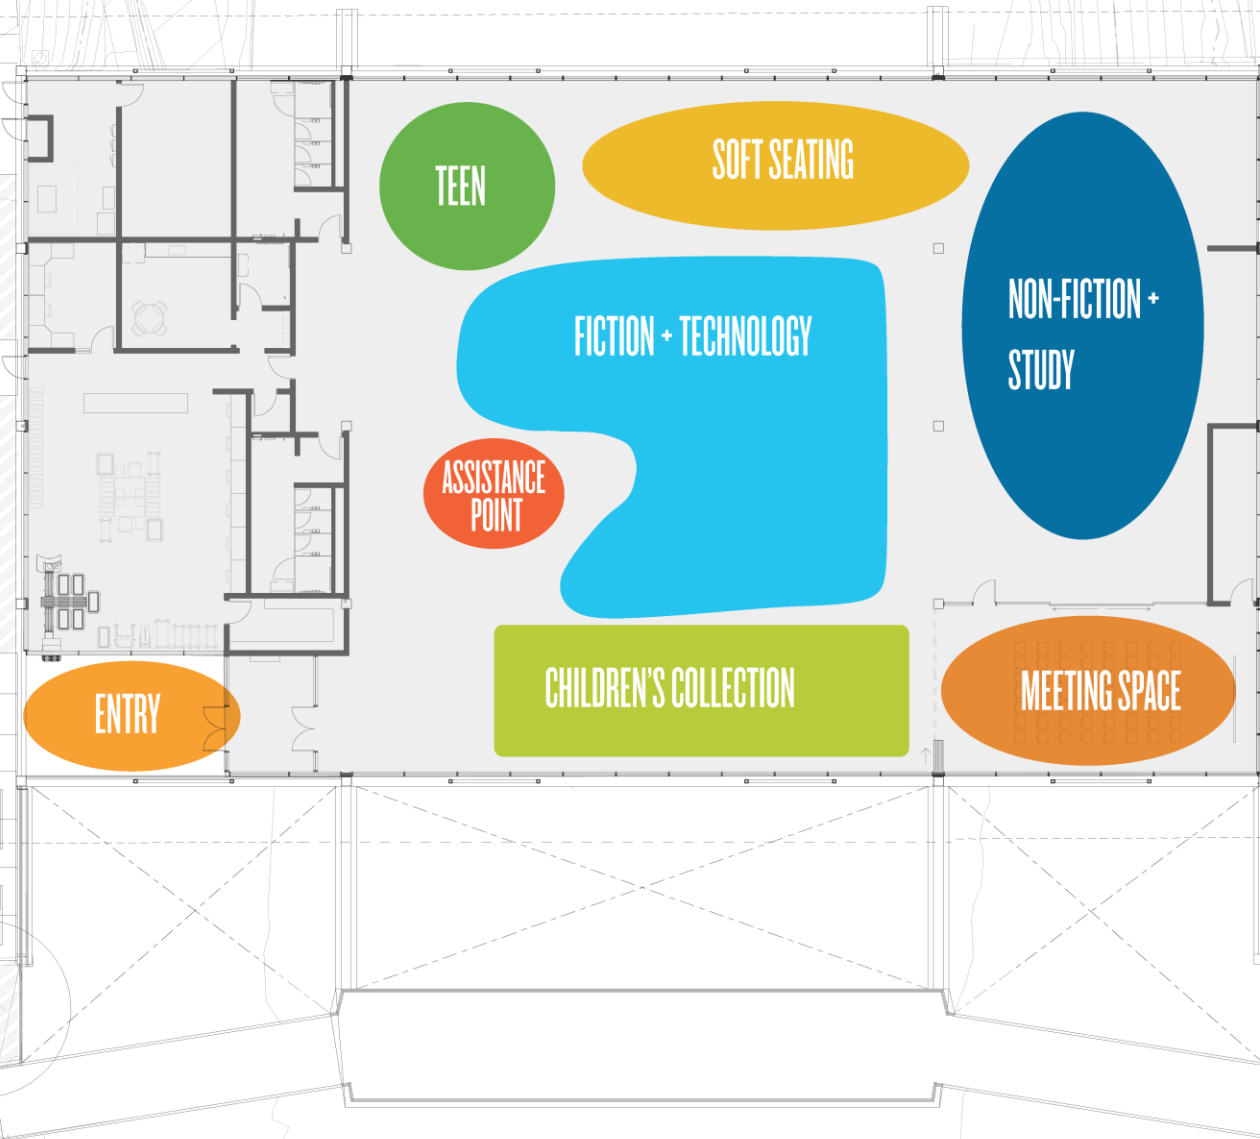 TEEN
SOFT SEATING
FICTION + TECHNOLOGY
NON-FICTION +
STUDY
ASSISTANCE
POINT
CHILDREN'S COLLECTION
ENTRY
MEETING SPACE